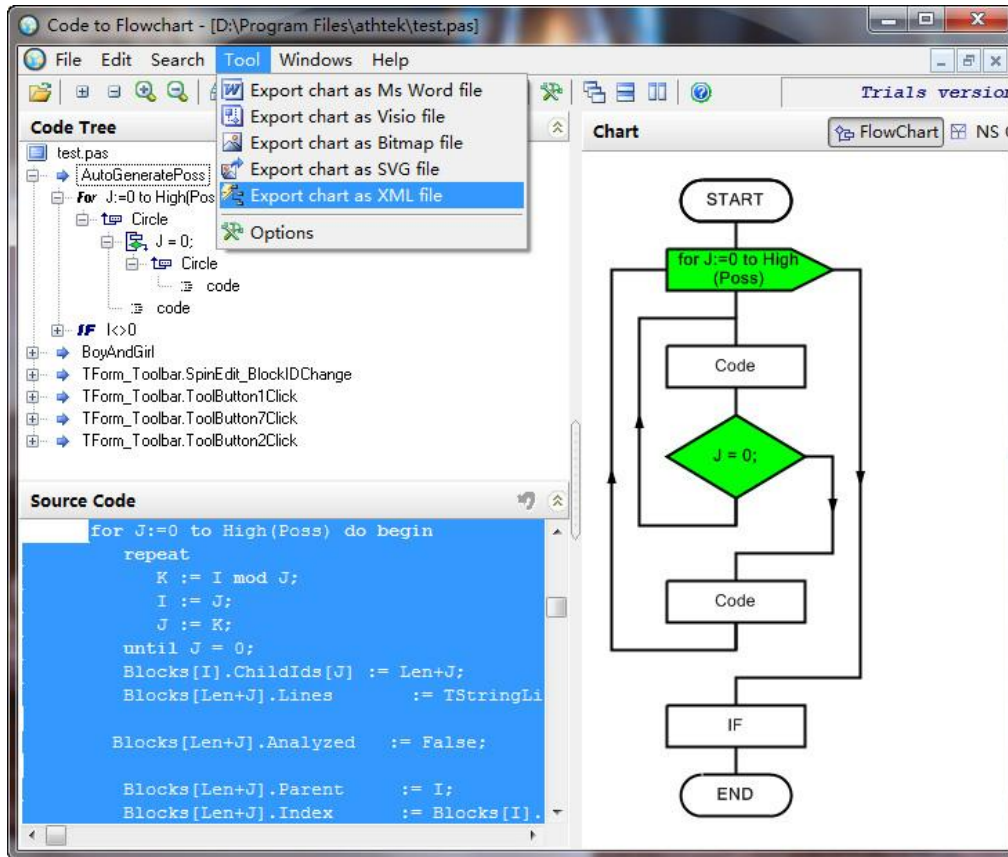 Code to Flowchart - [D:\Program Files\athtek\test.pas]
File Edit Search Tool Windows Help
Trials version
Export chart as Ms Word file
Export chart as Visio file
Export chart as Bitmap file
Export chart as SVG file
Export chart as XML file
Options
Code Tree
test.pas
AutoGeneratePoss
For J:=0 to High(Pos
Circle
J = 0;
Circle
code
code
IF I<>0
BoyAndGirl
TForm_Toolbar.SpinEdit_BlockIDChange
TForm_Toolbar.ToolButton1Click
TForm_Toolbar.ToolButton7Click
TForm_Toolbar.ToolButton2Click
Source Code
for J:=0 to High(Poss) do begin
repeat
K := I mod J;
I := J;
J := K;
until J = 0;
Blocks[I].ChildIds[J] := Len+J;
Blocks[Len+J].Lines := TStringLi
Blocks[Len+J].Analyzed := False;
Blocks[Len+J].Parent := I;
Blocks[Len+J].Index := Blocks[I].
Chart FlowChart NS
START
for J:=0 to High
(Poss)
Code
J = 0;
Code
IF
END